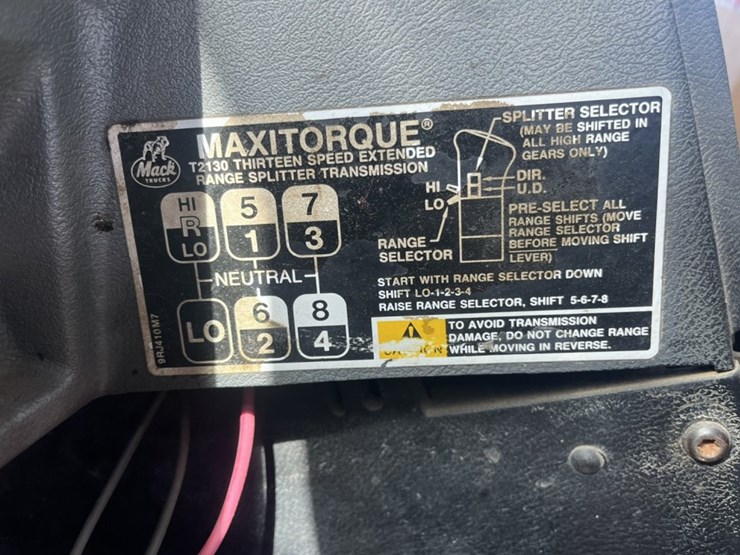 MAXITORQUE®
T2130 THIRTEEN SPEED EXTENDED
RANGE SPLITTER TRANSMISSION
Mack
TRUCKS
HI 5 7
R
LO 1 3
NEUTRAL
LO 6 8
2 4
9RJ410M7
SPLITTER SELECTOR
(MAY BE SHIFTED IN
ALL HIGH RANGE
GEARS ONLY)
DIR.
U.D.
HI
LO
RANGE
SELECTOR
PRE-SELECT ALL
RANGE SHIFTS (MOVE
RANGE SELECTOR
BEFORE MOVING SHIFT
LEVER)
START WITH RANGE SELECTOR DOWN
SHIFT LO-1-2-3-4
RAISE RANGE SELECTOR, SHIFT 5-6-7-8
TO AVOID TRANSMISSION
DAMAGE, DO NOT CHANGE RANGE
WHILE MOVING IN REVERSE.